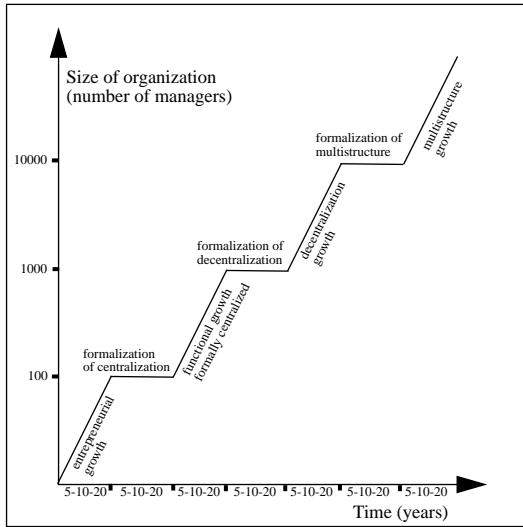 Size of organization
(number of managers)
10000
1000
100
entrepreneurial
growth
formalization
of centralization
functional growth
formally centralized
formalization of
decentralization
decentralization
growth
formalization of
multistructure
multistructure
growth
5-10-20 5-10-20 5-10-20 5-10-20 5-10-20 5-10-20 5-10-20
Time (years)